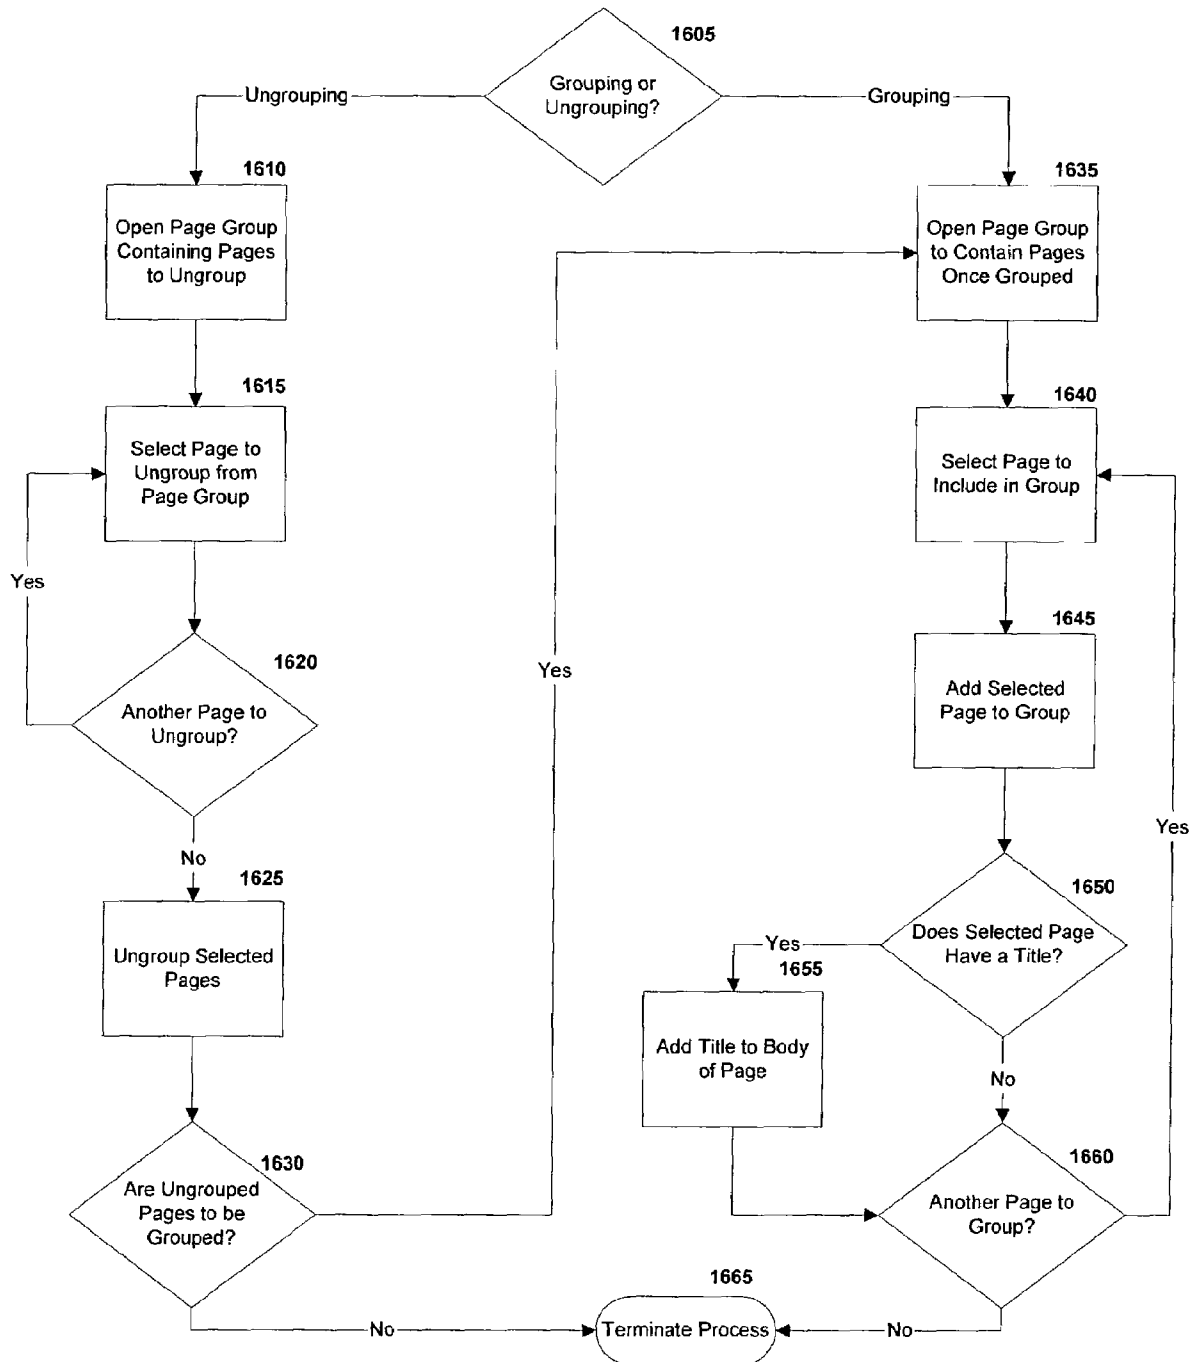 1605
Grouping or
Ungrouping?
Ungrouping
Grouping
1610
Open Page Group
Containing Pages
to Ungroup
1615
Select Page to
Ungroup from
Page Group
Yes
1620
Another Page to
Ungroup?
No
1625
Ungroup Selected
Pages
1630
Are Ungrouped
Pages to be
Grouped?
Yes
No
1635
Open Page Group
to Contain Pages
Once Grouped
1640
Select Page to
Include in Group
1645
Add Selected
Page to Group
1650
Does Selected Page
Have a Title?
Yes
1655
Add Title to Body
of Page
No
1660
Another Page to
Group?
Yes
No
1665
Terminate Process